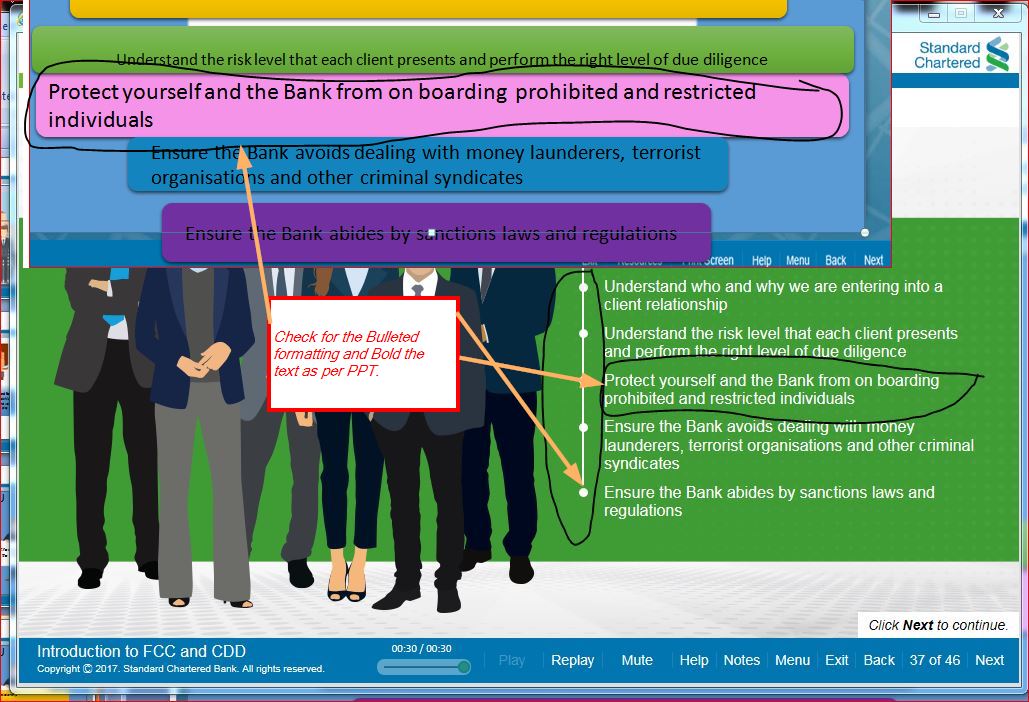 Standard
Chartered
Understand the risk level that each client presents and perform the right level of due diligence
Protect yourself and the Bank from on boarding prohibited and restricted
individuals
Ensure the Bank avoids dealing with money launderers, terrorist
organisations and other criminal syndicates
Ensure the Bank abides by sanctions laws and regulations
Exit Resources Print Screen Help Menu Back Next
Check for the Bulleted
formatting and Bold the
text as per PPT.
Understand who and why we are entering into a
client relationship
Understand the risk level that each client presents
and perform the right level of due diligence
Protect yourself and the Bank from on boarding
prohibited and restricted individuals
Ensure the Bank avoids dealing with money
launderers, terrorist organisations and other criminal
syndicates
Ensure the Bank abides by sanctions laws and
regulations
Click Next to continue.
Introduction to FCC and CDD
Copyright © 2017. Standard Chartered Bank. All rights reserved.
00:30 / 00:30
Play Replay Mute Help Notes Menu Exit Back 37 of 46 Next